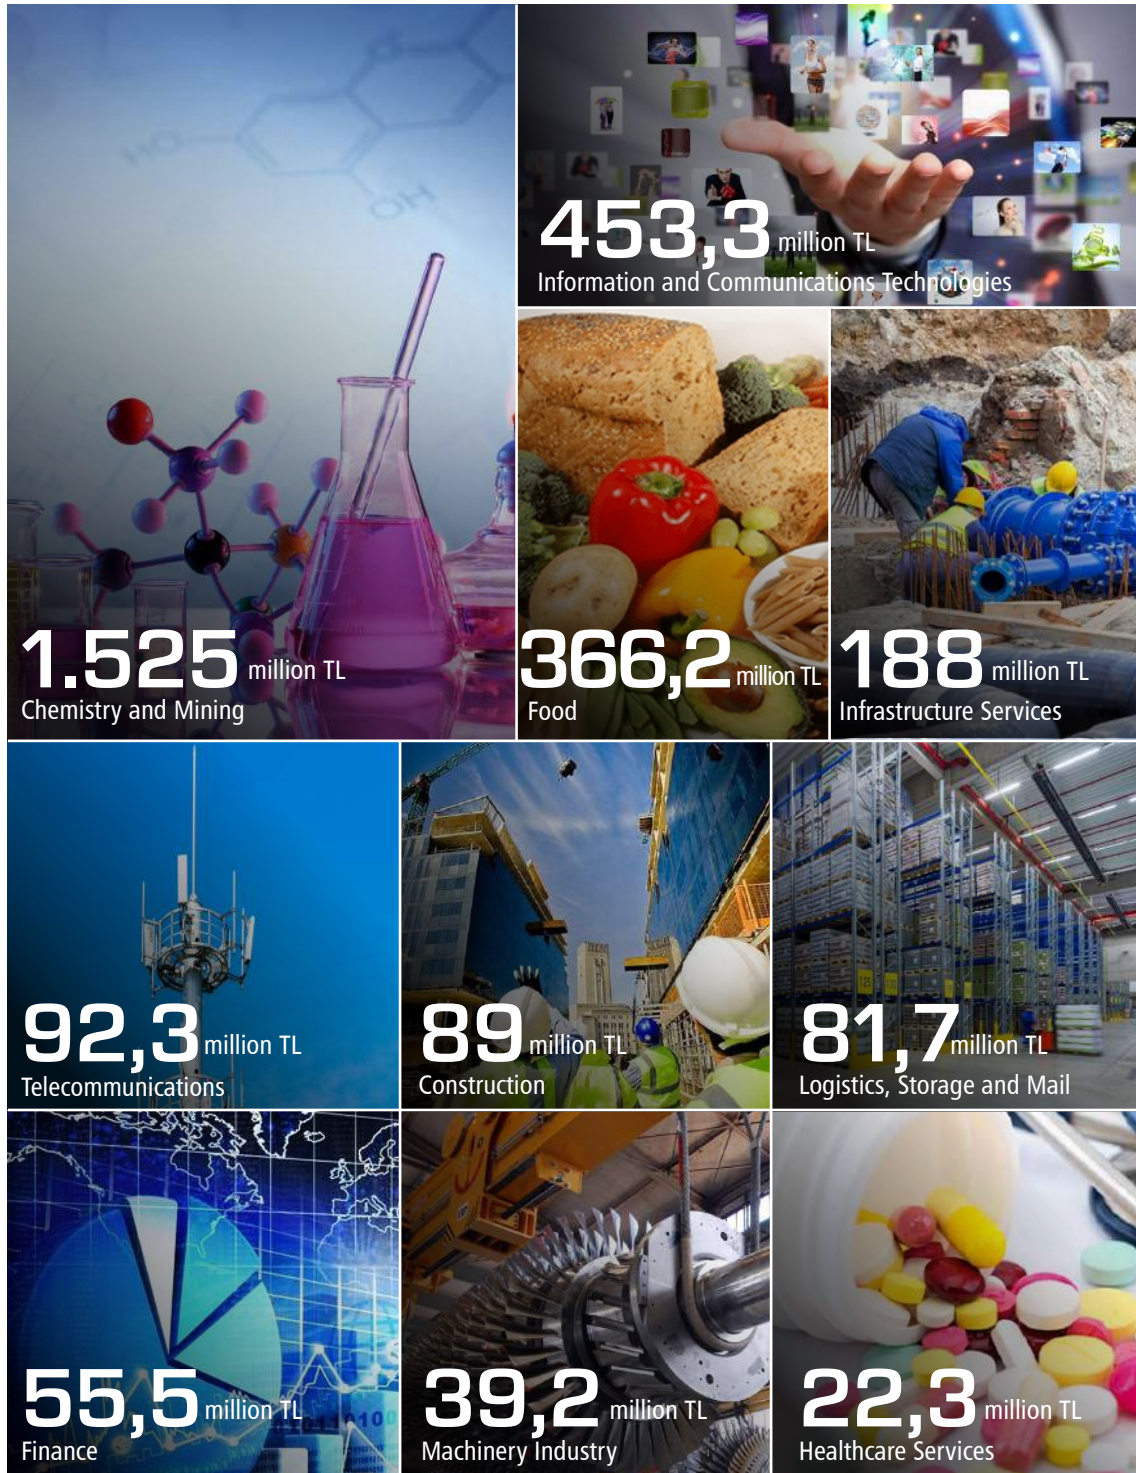 453,3 million TL
Information and Communications Technologies
1.525 million TL
Chemistry and Mining
366,2 million TL
Food
188 million TL
Infrastructure Services
92,3 million TL
Telecommunications
89 million TL
Construction
81,7 million TL
Logistics, Storage and Mail
55,5 million TL
Finance
39,2 million TL
Machinery Industry
22,3 million TL
Healthcare Services